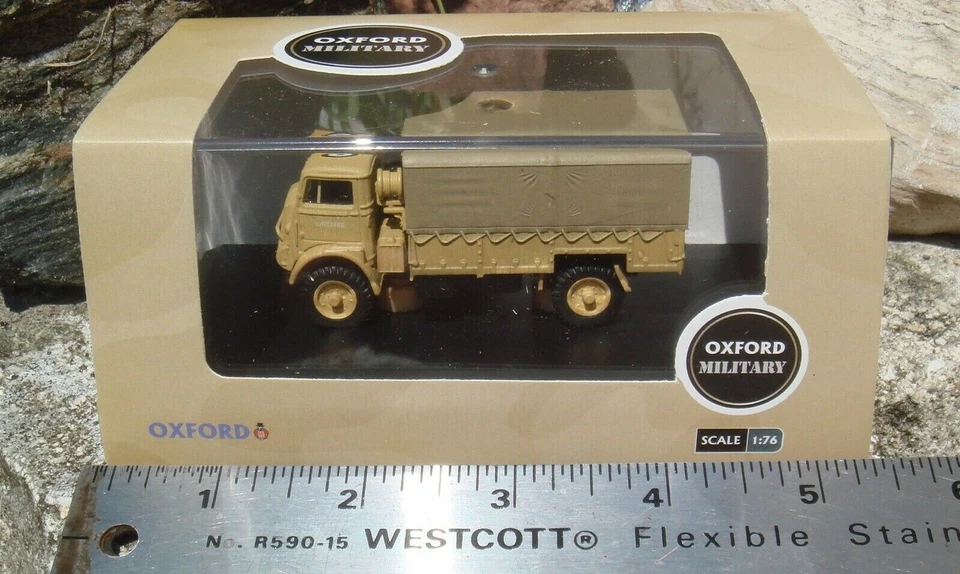 OXFORD
MILITARY
OXFORD
MILITARY
OXFORD
SCALE 1:76
1 2 3 4 5 6
No. R590-15 WESTCOTT® Flexible Stain